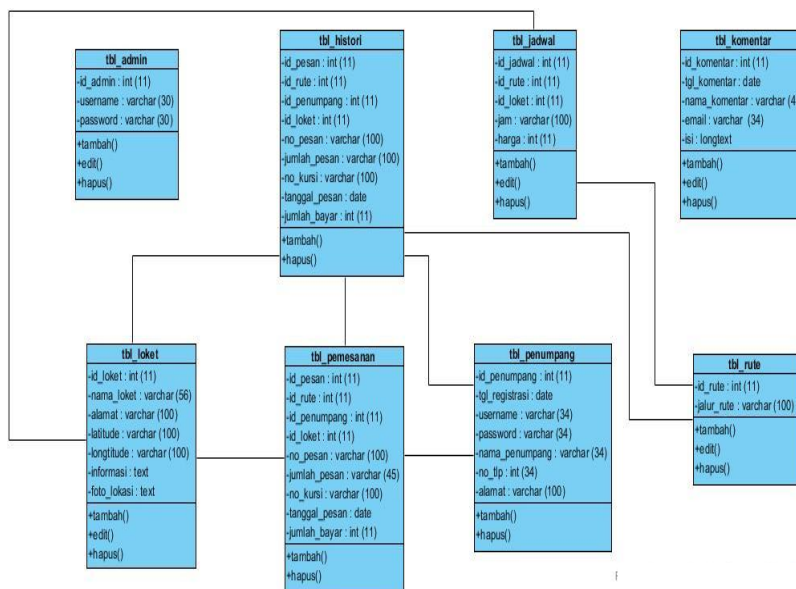 tbl_admin
-id_admin : int (11)
-username : varchar (30)
-password : varchar (30)
+tambah()
+edit()
+hapus()
tbl_histori
-id_pesan : int (11)
-id_rute : int (11)
-id_penumpang : int (11)
-id_loket : int (11)
-no_pesan : varchar (100)
-jumlah_pesan : varchar (100)
-no_kursi : varchar (100)
-tanggal_pesan : date
-jumlah_bayar : int (11)
+tambah()
+hapus()
tbl_jadwal
-id_jadwal : int (11)
-id_rute : int (11)
-id_loket : int (11)
-jam : varchar (100)
-harga : int (11)
+tambah()
+edit()
+hapus()
tbl_komentar
-id_komentar : int (11)
-tgl_komentar : date
-nama_komentar : varchar (4
-email : varchar (34)
-isi : longtext
+tambah()
+edit()
+hapus()
tbl_loket
-id_loket : int (11)
-nama_loket : varchar (56)
-alamat : varchar (100)
-latitude : varchar (100)
-longtitude : varchar (100)
-informasi : text
-foto_lokasi : text
+tambah()
+edit()
+hapus()
tbl_pemesanan
-id_pesan : int (11)
-id_rute : int (11)
-id_penumpang : int (11)
-id_loket : int (11)
-no_pesan : varchar (100)
-jumlah_pesan : varchar (45)
-no_kursi : varchar (100)
-tanggal_pesan : date
-jumlah_bayar : int (11)
+tambah()
+hapus()
tbl_penumpang
-id_penumpang : int (11)
-tgl_registrasi : date
-username : varchar (34)
-password : varchar (34)
-nama_penumpang : varchar (34)
-no_tlp : int (34)
-alamat : varchar (100)
+tambah()
+hapus()
tbl_rute
-id_rute : int (11)
-jalur_rute : varchar (100)
+tambah()
+edit()
+hapus()